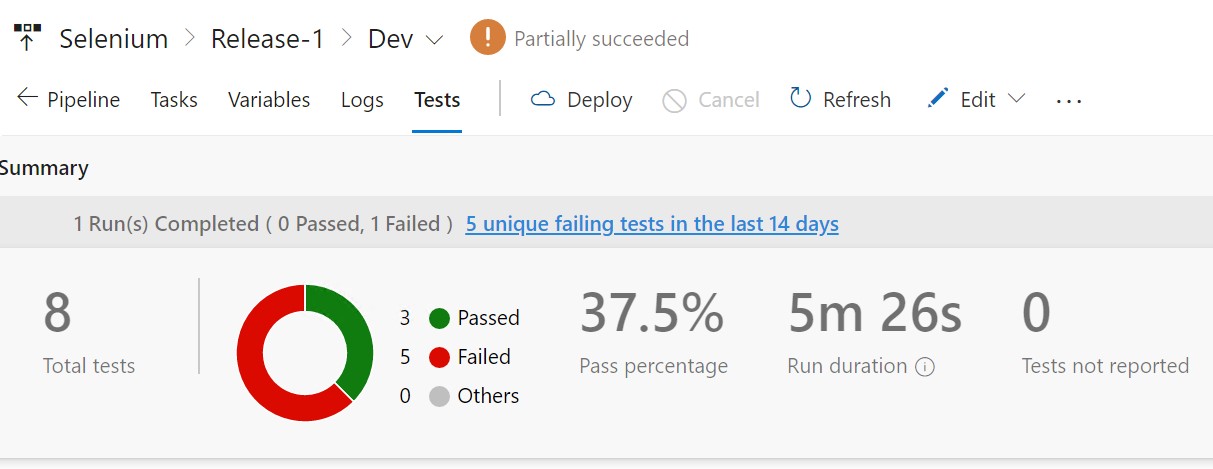 Selenium > Release-1 > Dev Partially succeeded
Pipeline Tasks Variables Logs Tests Deploy Cancel Refresh Edit ...
Summary
1 Run(s) Completed ( 0 Passed, 1 Failed ) 5 unique failing tests in the last 14 days
8
Total tests
3 Passed
5 Failed
0 Others
37.5%
Pass percentage
5m 26s
Run duration
0
Tests not reported